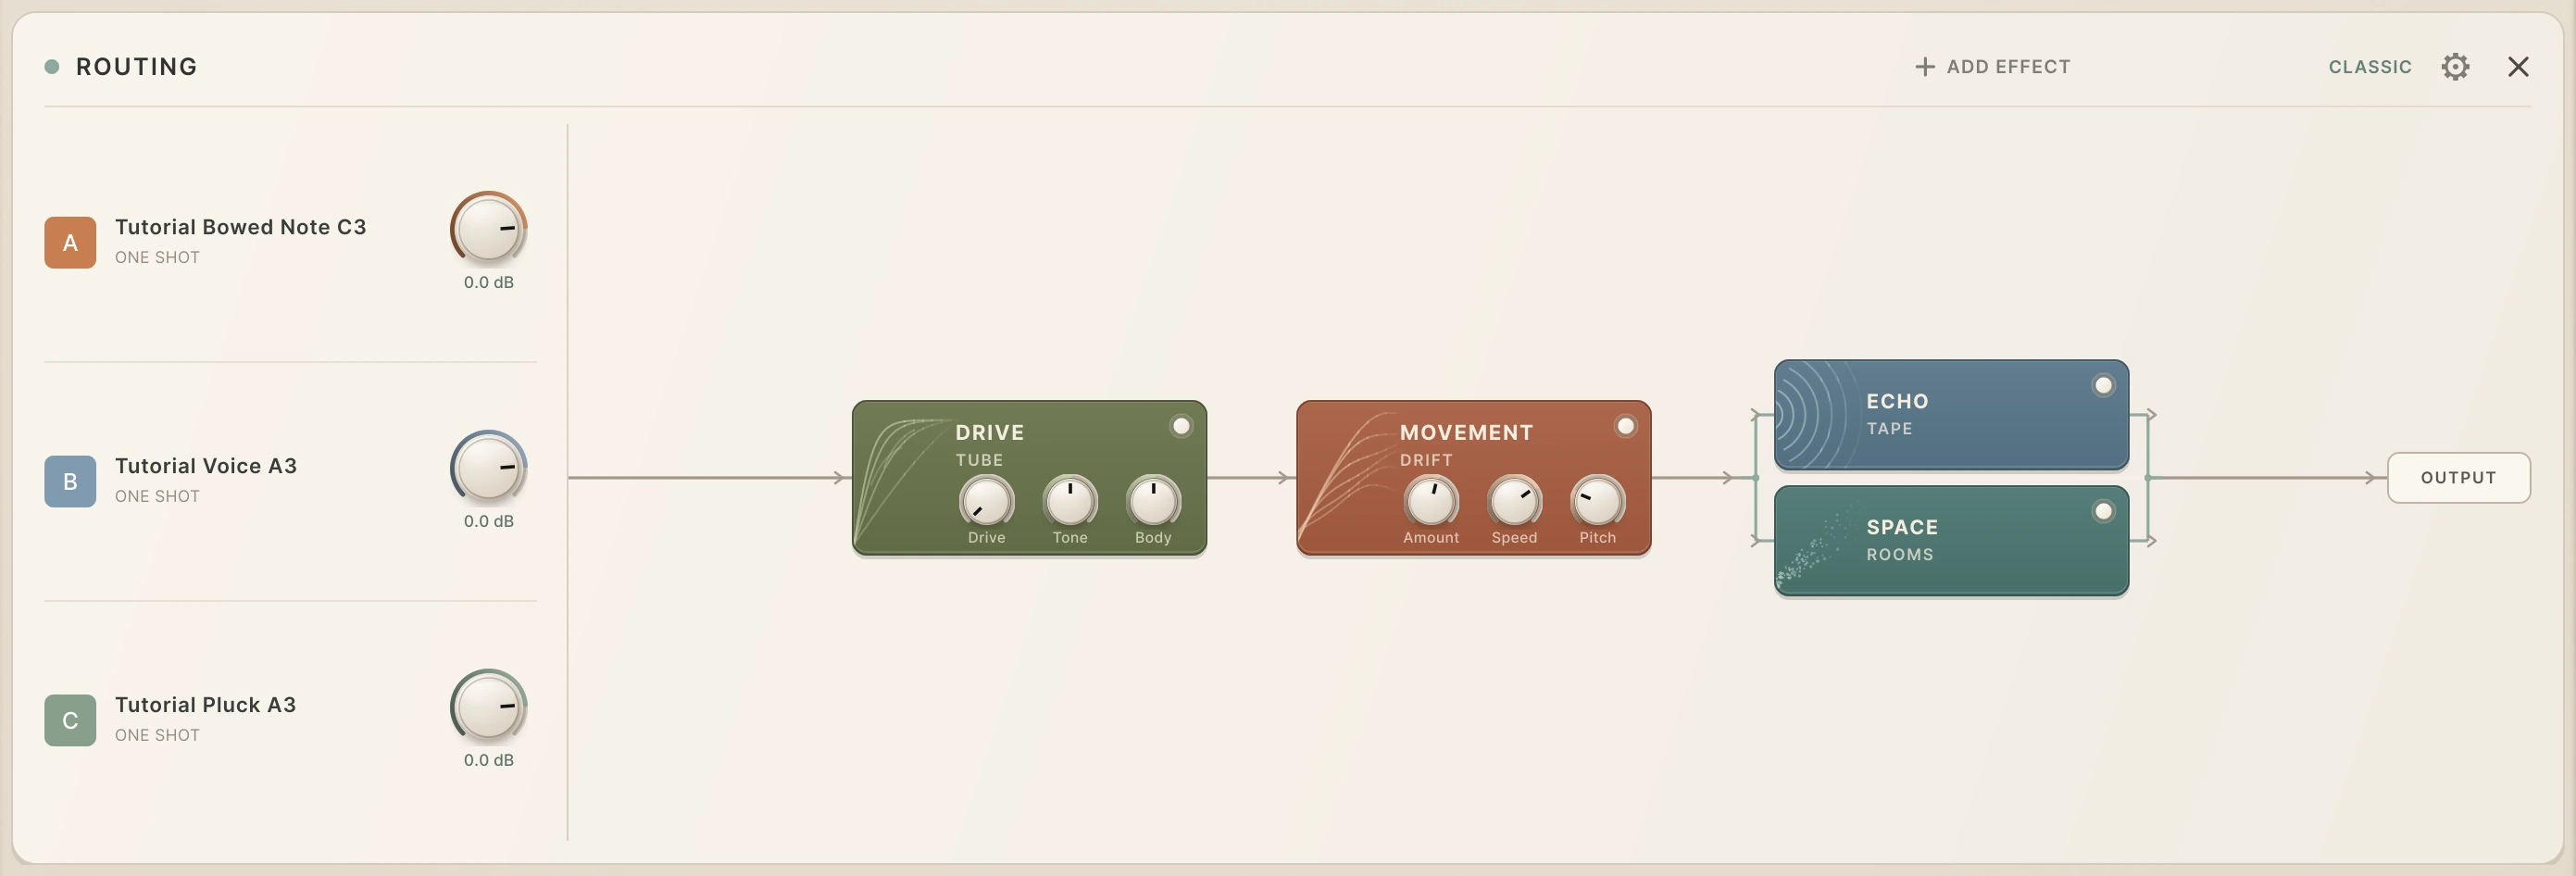 ROUTING
+ ADD EFFECT
CLASSIC
A
Tutorial Bowed Note C3
ONE SHOT
0.0 dB
B
Tutorial Voice A3
ONE SHOT
0.0 dB
C
Tutorial Pluck A3
ONE SHOT
0.0 dB
DRIVE
TUBE
Drive
Tone
Body
MOVEMENT
DRIFT
Amount
Speed
Pitch
ECHO
TAPE
SPACE
ROOMS
OUTPUT